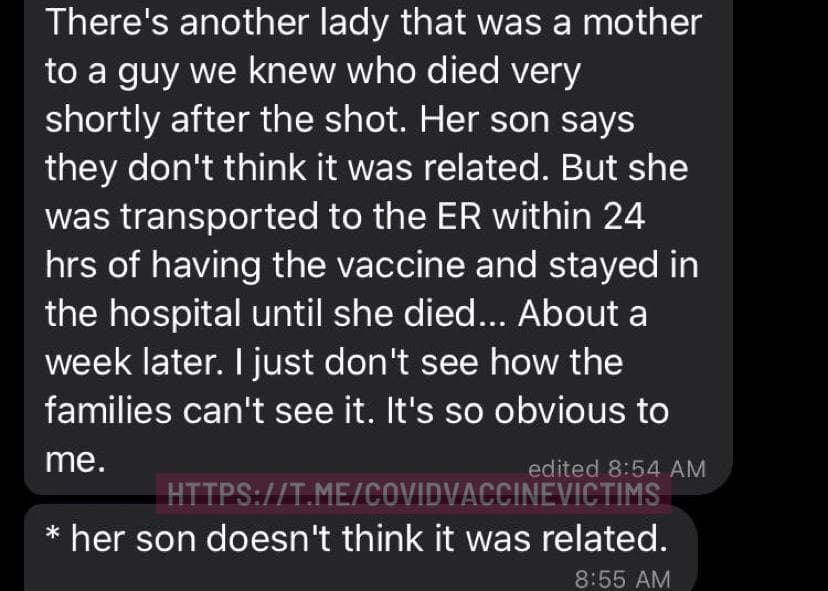 There's another lady that was a mother
to a guy we knew who died very
shortly after the shot. Her son says
they don't think it was related. But she
was transported to the ER within 24
hrs of having the vaccine and stayed in
the hospital until she died... About a
week later. I just don't see how the
families can't see it. It's so obvious to
me.
edited 8:54 AM
HTTPS://T.ME/COVIDVACCINEVICTIMS
* her son doesn't think it was related.
8:55 AM